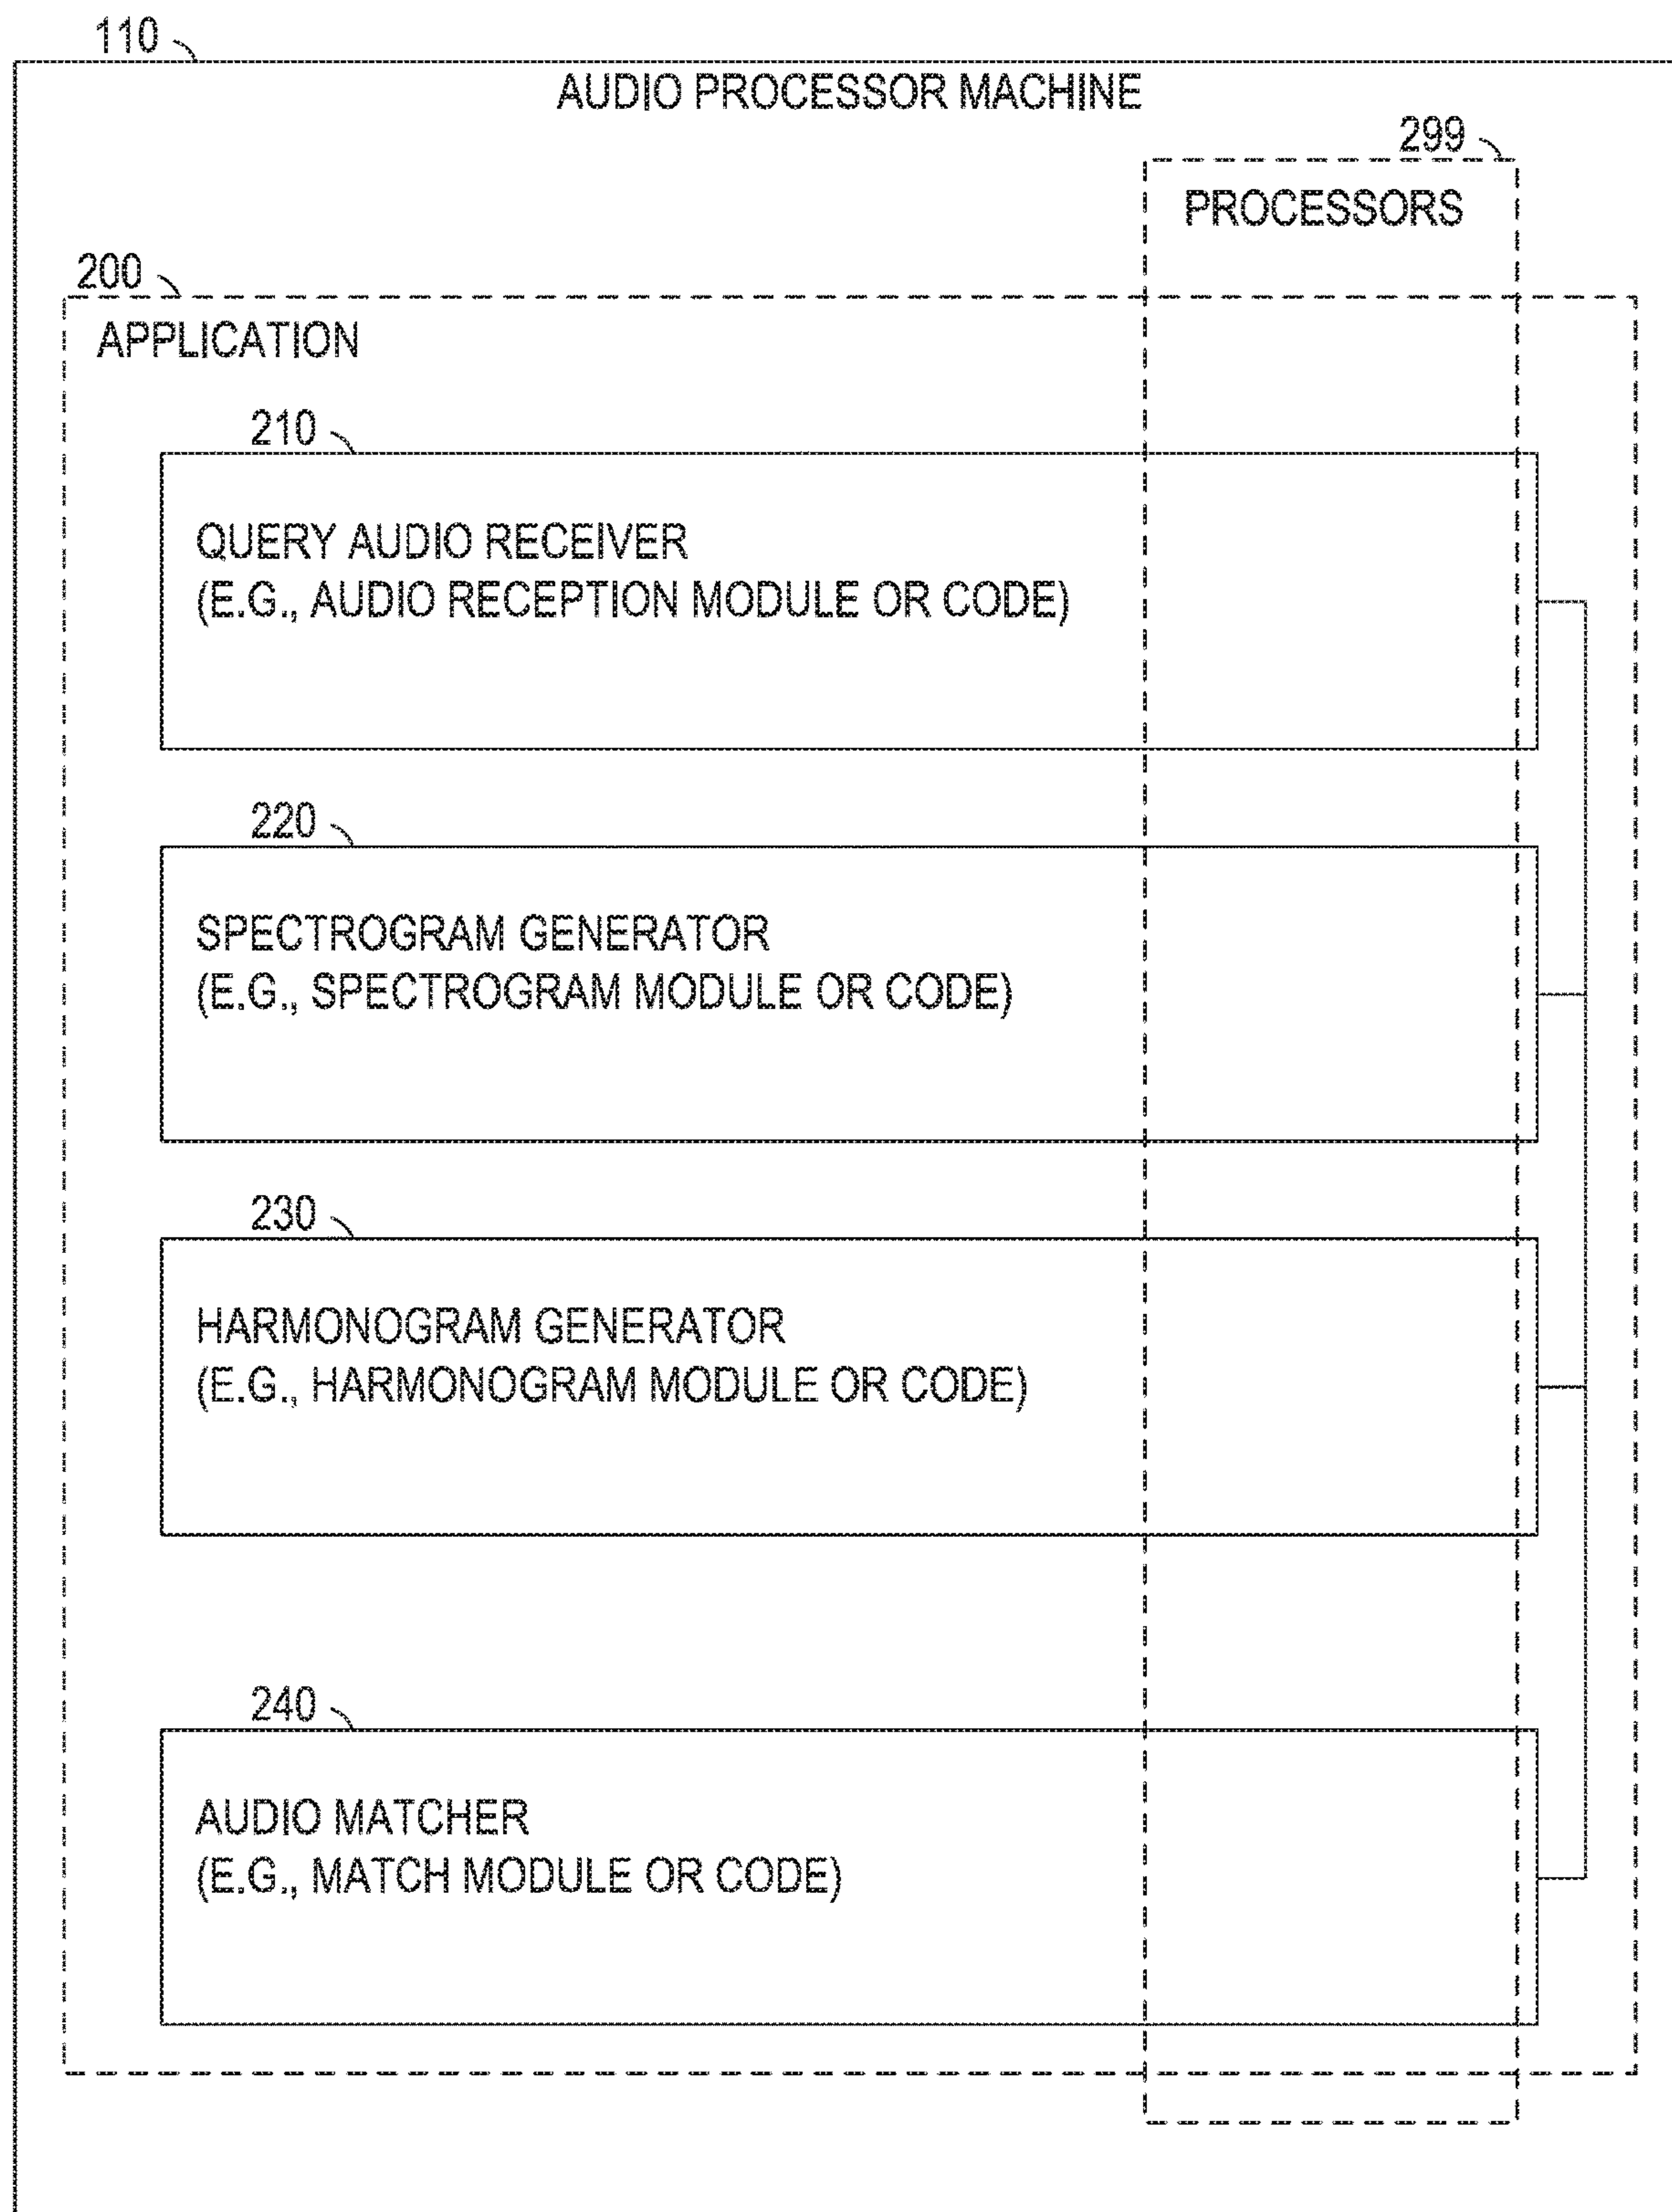 110
AUDIO PROCESSOR MACHINE
299
PROCESSORS
200
APPLICATION
210
QUERY AUDIO RECEIVER
(E.G., AUDIO RECEPTION MODULE OR CODE)
220
SPECTROGRAM GENERATOR
(E.G., SPECTROGRAM MODULE OR CODE)
230
HARMONOGRAM GENERATOR
(E.G., HARMONOGRAM MODULE OR CODE)
240
AUDIO MATCHER
(E.G., MATCH MODULE OR CODE)